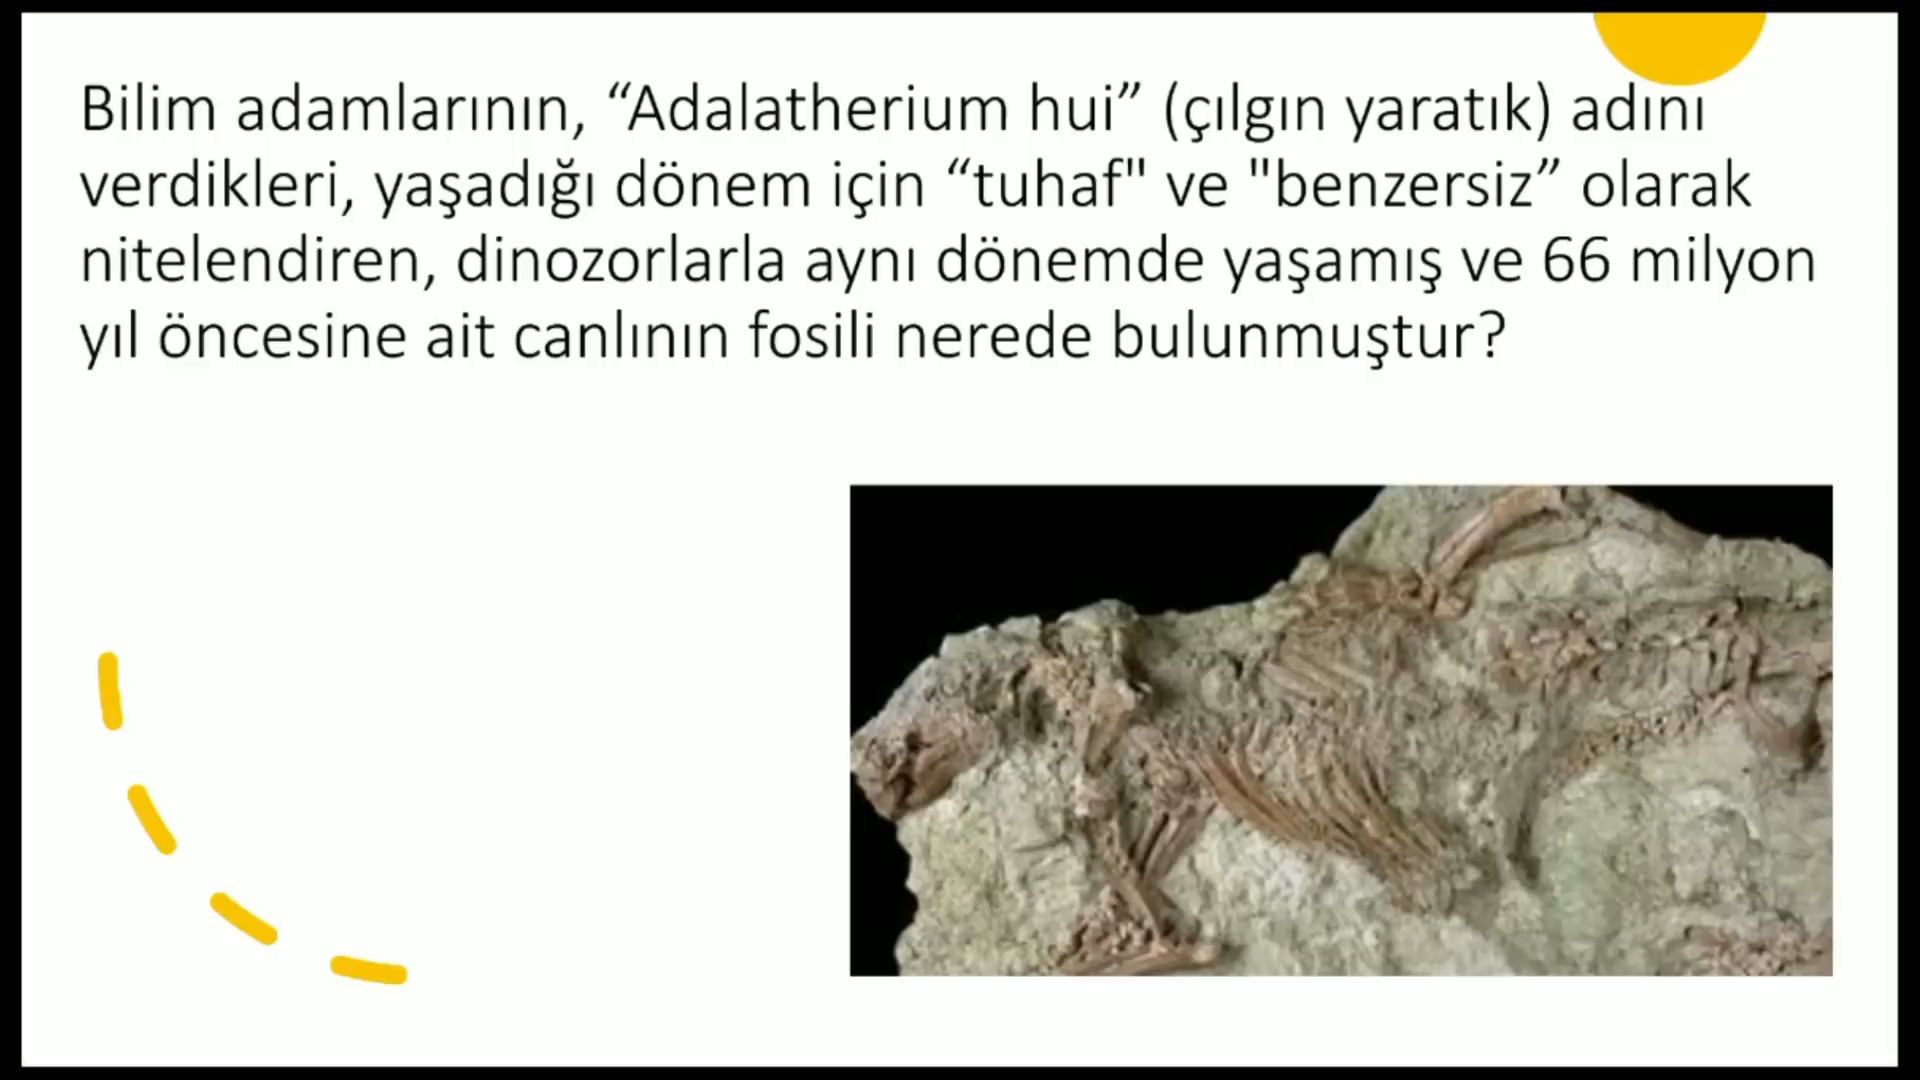 Bilim adamlarının, “Adalatherium hui” (çılgın yaratık) adını
verdikleri, yaşadığı dönem için “tuhaf" ve "benzersiz” olarak
nitelendiren, dinozorlarla aynı dönemde yaşamış ve 66 milyon
yıl öncesine ait canlının fosili nerede bulunmuştur?